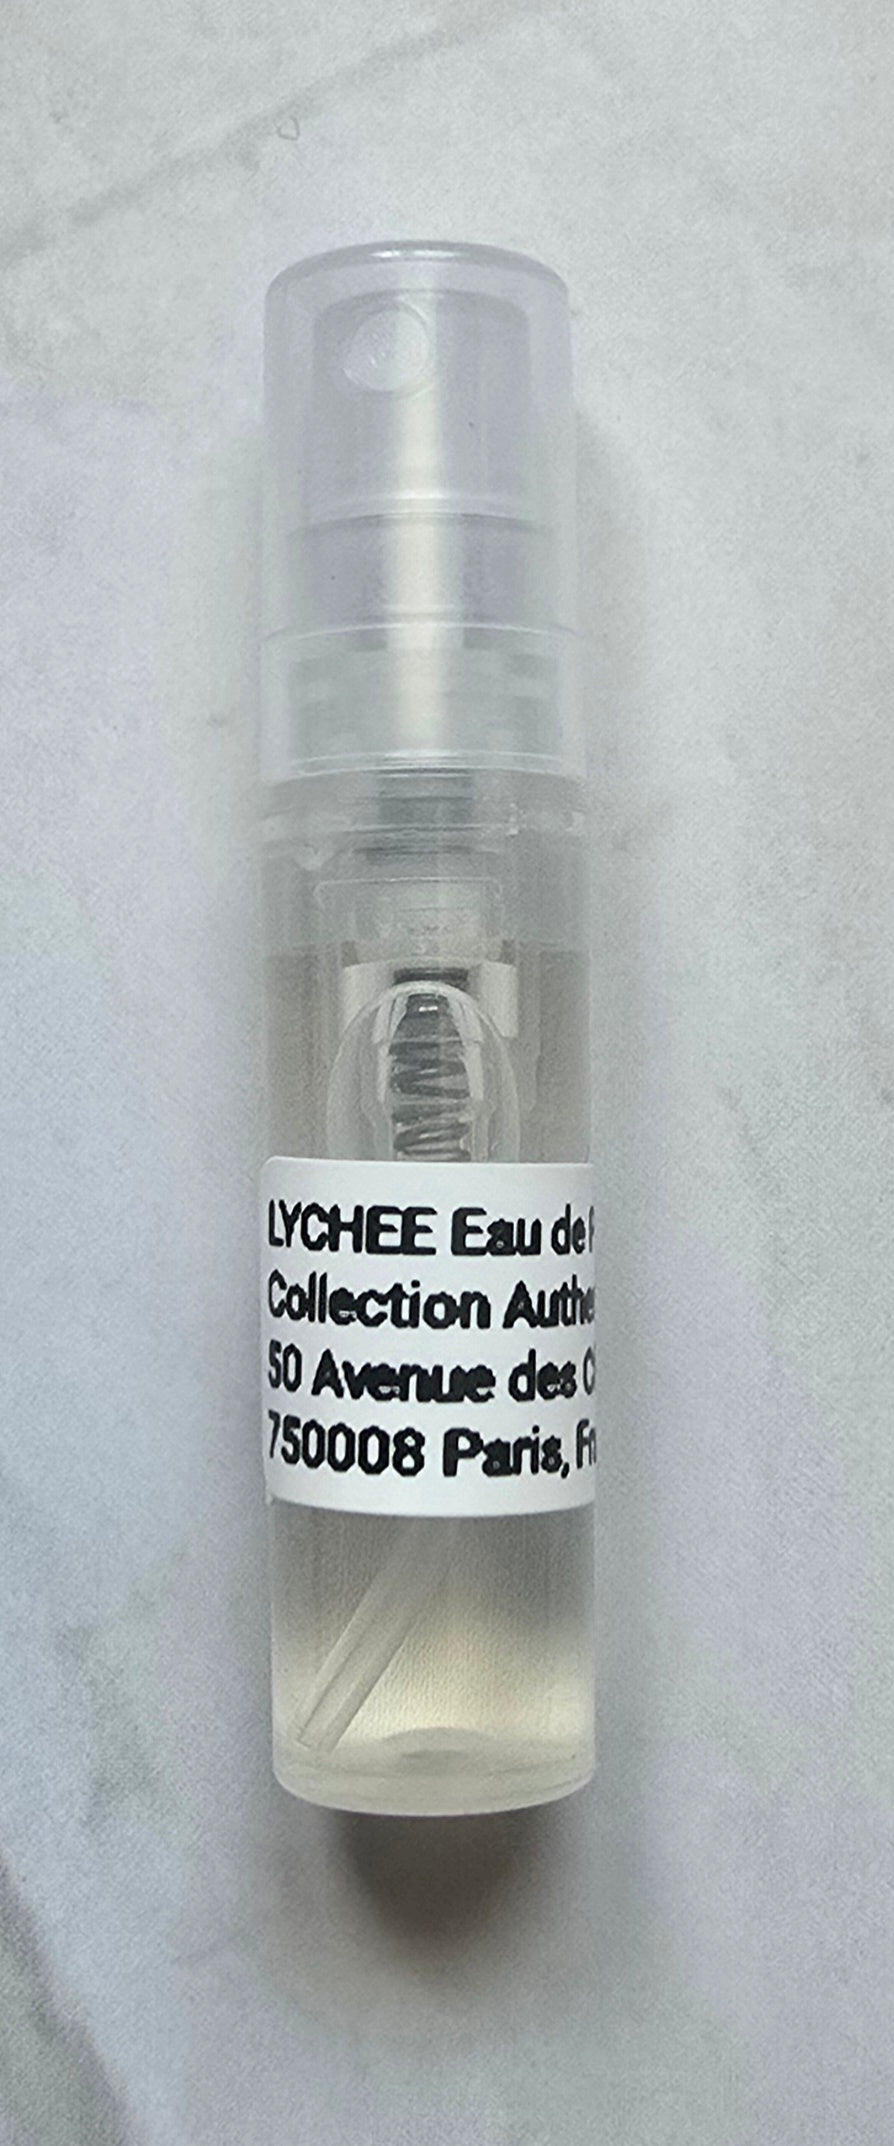 LYCHEE Eau de
Collection
50 Avenue des
750008 Paris,